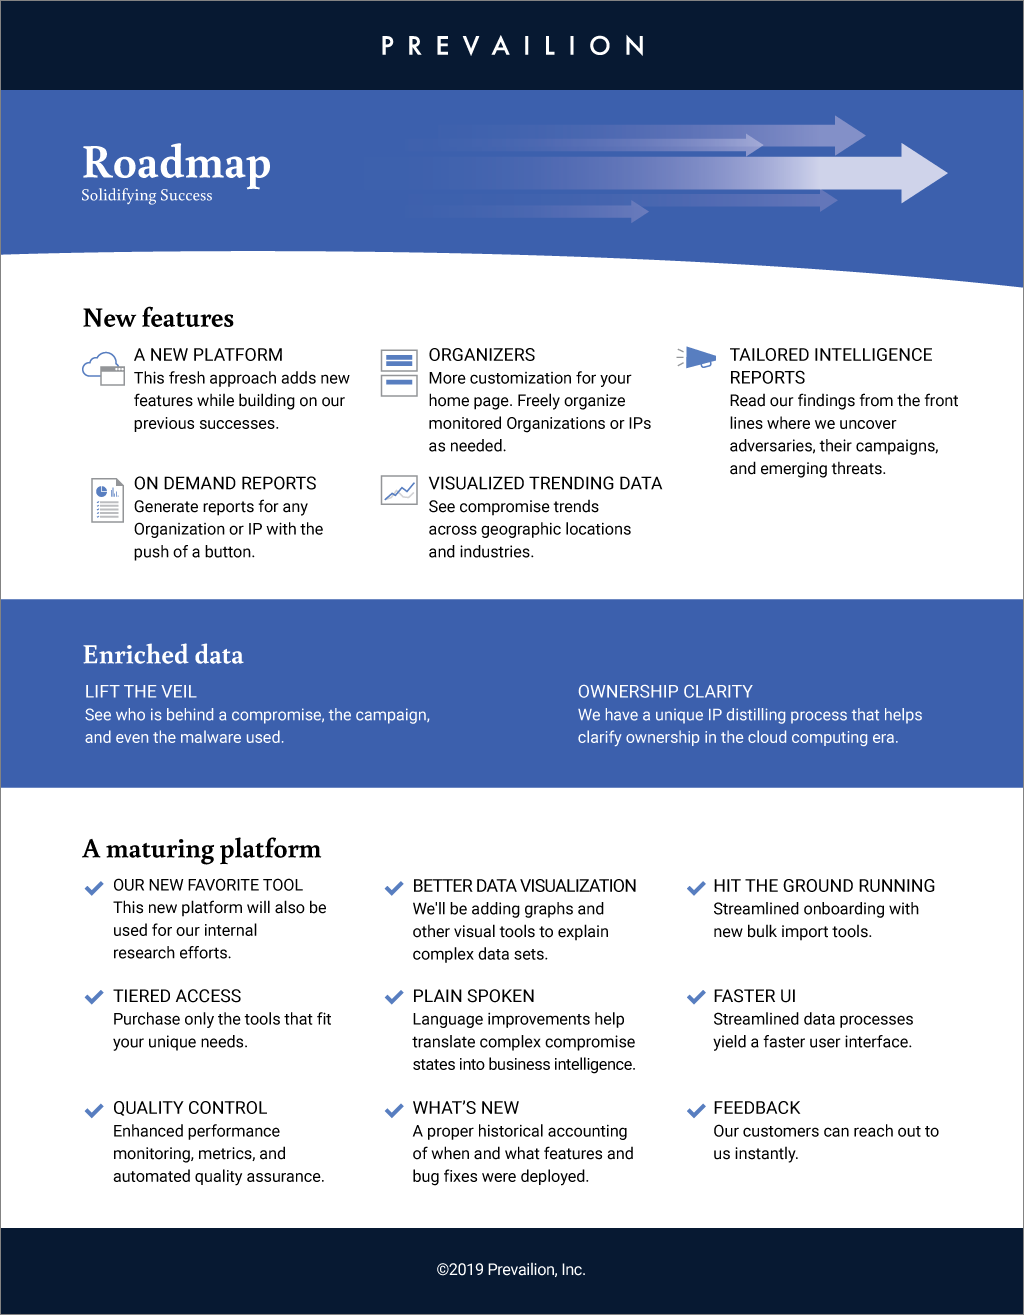 PREVAILION
Roadmap
Solidifying Success
New features
A NEW PLATFORM
This fresh approach adds new
features while building on our
previous successes.
ORGANIZERS
More customization for your
home page. Freely organize
monitored Organizations or IPs
as needed.
TAILORED INTELLIGENCE
REPORTS
Read our findings from the front
lines where we uncover
adversaries, their campaigns,
and emerging threats.
ON DEMAND REPORTS
Generate reports for any
Organization or IP with the
push of a button.
VISUALIZED TRENDING DATA
See compromise trends
across geographic locations
and industries.
Enriched data
LIFT THE VEIL
See who is behind a compromise, the campaign,
and even the malware used.
OWNERSHIP CLARITY
We have a unique IP distilling process that helps
clarify ownership in the cloud computing era.
A maturing platform
OUR NEW FAVORITE TOOL
This new platform will also be
used for our internal
research efforts.
BETTER DATA VISUALIZATION
We'll be adding graphs and
other visual tools to explain
complex data sets.
HIT THE GROUND RUNNING
Streamlined onboarding with
new bulk import tools.
TIERED ACCESS
Purchase only the tools that fit
your unique needs.
PLAIN SPOKEN
Language improvements help
translate complex compromise
states into business intelligence.
FASTER UI
Streamlined data processes
yield a faster user interface.
QUALITY CONTROL
Enhanced performance
monitoring, metrics, and
automated quality assurance.
WHAT’S NEW
A proper historical accounting
of when and what features and
bug fixes were deployed.
FEEDBACK
Our customers can reach out to
us instantly.
©2019 Prevailion, Inc.